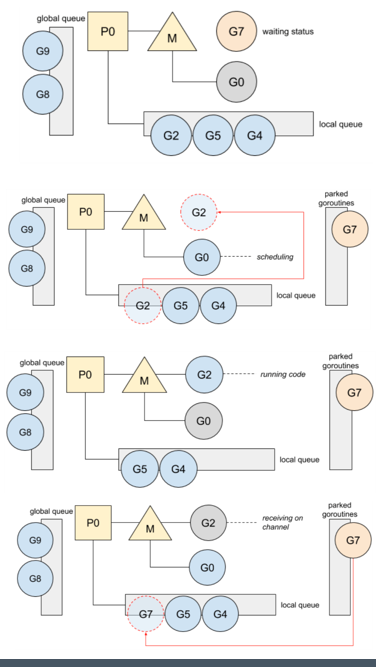 global queue
P0
M
G7
waiting status
G9
G8
G0
local queue
G2 G5 G4
global queue
P0
M
G2
parked
goroutines
G9
G7
G8
G0
scheduling
local queue
G2 G5 G4
global queue
P0
M
G2
running code
parked
goroutines
G9
G7
G8
G0
local queue
G5 G4
global queue
P0
M
G2
receiving on
channel
parked
goroutines
G9
G7
G8
G0
local queue
G7 G5 G4